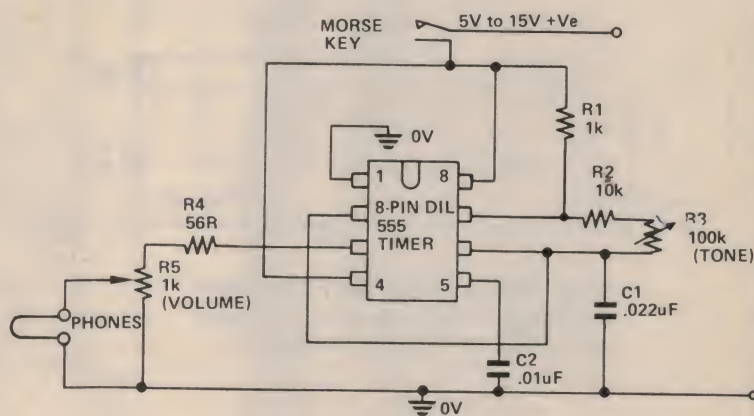 MORSE
KEY
5V to 15V +Ve
R1
1k
0V
1 8
R2
10k
R3
100k
(TONE)
8-PIN DIL
555
TIMER
R4
56R
4 5
R5
1k
(VOLUME)
PHONES
C1
.022uF
C2
.01uF
0V